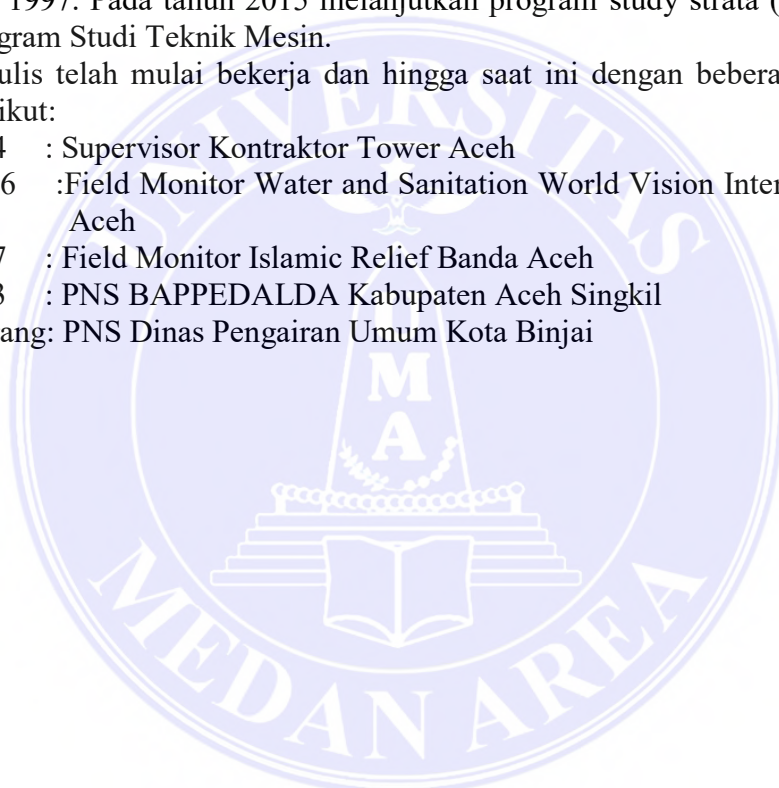 1997. Pada tahun 2015 melanjutkan program study strata (
gram Studi Teknik Mesin.
ulis telah mulai bekerja dan hingga saat ini dengan bebera
ikut:
4 : Supervisor Kontraktor Tower Aceh
6 :Field Monitor Water and Sanitation World Vision Inter
Aceh
7 : Field Monitor Islamic Relief Banda Aceh
3 : PNS BAPPEDALDA Kabupaten Aceh Singkil
ang: PNS Dinas Pengairan Umum Kota Binjai
UNIVERSITAS
U
M
A
MEDAN AREA